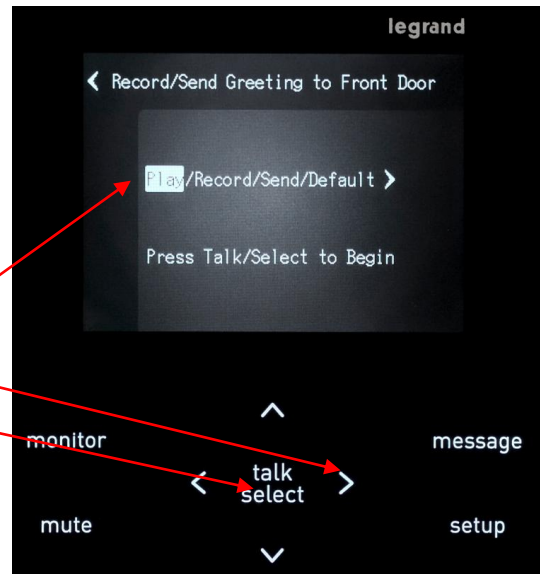 legrand
Record/Send Greeting to Front Door
Play/Record/Send/Default
Press Talk/Select to Begin
monitor
message
talk
select
mute
setup